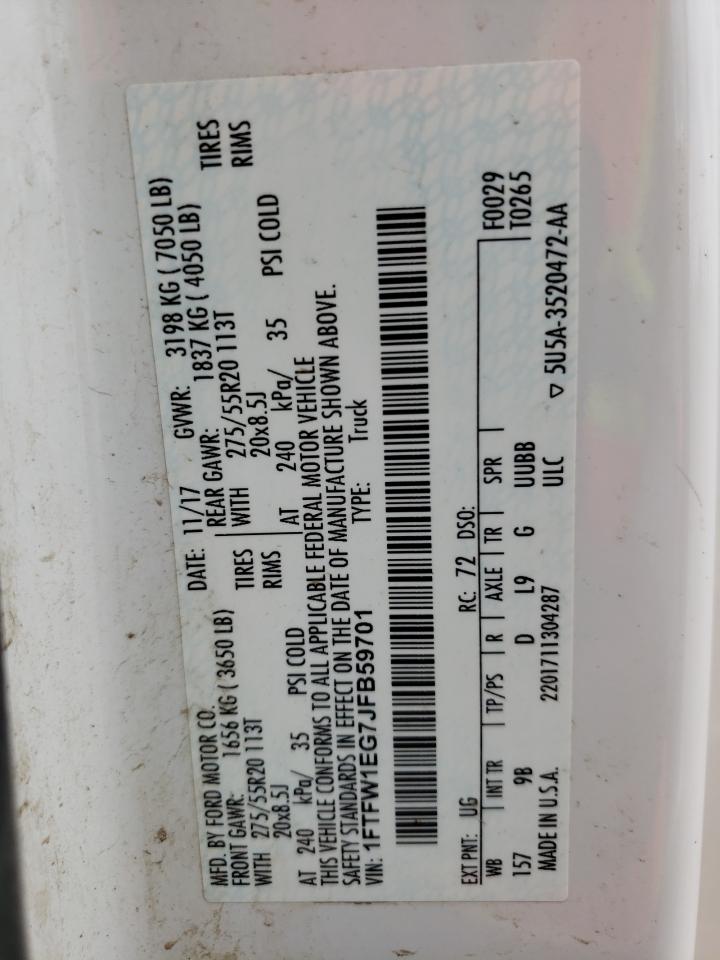 MFD. BY FORD MOTOR CO.
DATE: 11/17 GVWR: 3198 KG ( 7050 LB)
FRONT GAWR: 1656 KG ( 3650 LB) REAR GAWR: 1837 KG ( 4050 LB)
WITH 275/55R20 113T TIRES WITH 275/55R20 113T TIRES
20x8.5J RIMS 20x8.5J RIMS
AT 240 kPa/ 35 PSI COLD AT 240 kPa/ 35 PSI COLD
THIS VEHICLE CONFORMS TO ALL APPLICABLE FEDERAL MOTOR VEHICLE
SAFETY STANDARDS IN EFFECT ON THE DATE OF MANUFACTURE SHOWN ABOVE.
VIN: 1FTFW1EG7JFB59701 TYPE: Truck
EXT PNT: UG RC: 72 DSO: F0029
WB INT TR TP/PS R AXLE TR SPR T0265
157 9B D L9 G UUBB
MADE IN U.S.A. 2201711304287 ULC ▽ 5U5A-3520472-AA